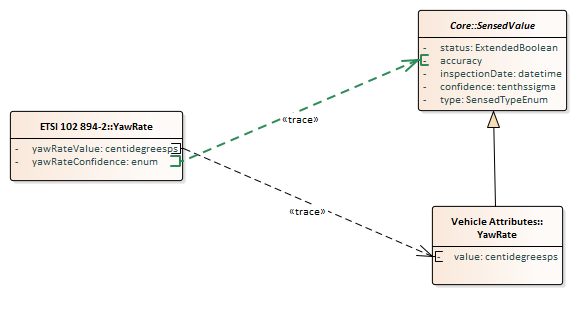 Core::SensedValue
- status: ExtendedBoolean
- accuracy
- inspectionDate: datetime
- confidence: tenthssigma
- type: SensedTypeEnum
ETSI 102 894-2::YawRate
- yawRateValue: centidegreesps
- yawRateConfidence: enum
«trace»
«trace»
Vehicle Attributes::
YawRate
- value: centidegreesps